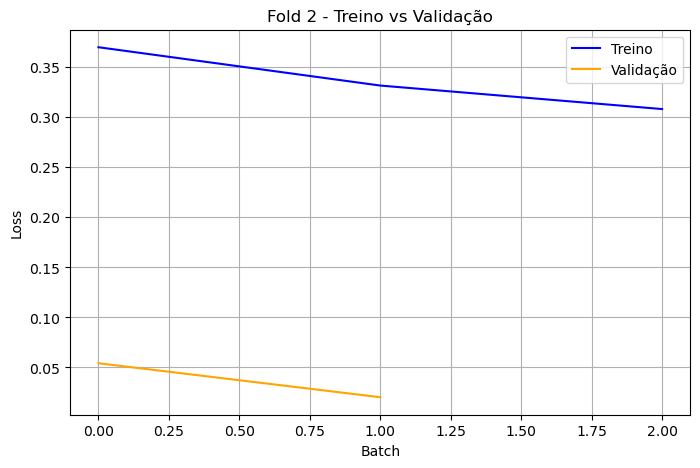 Fold 2 - Treino vs Validação
Treino
Validação
0.35
0.30
0.25
0.20
0.15
0.10
0.05
Loss
0.00 0.25 0.50 0.75 1.00 1.25 1.50 1.75 2.00
Batch